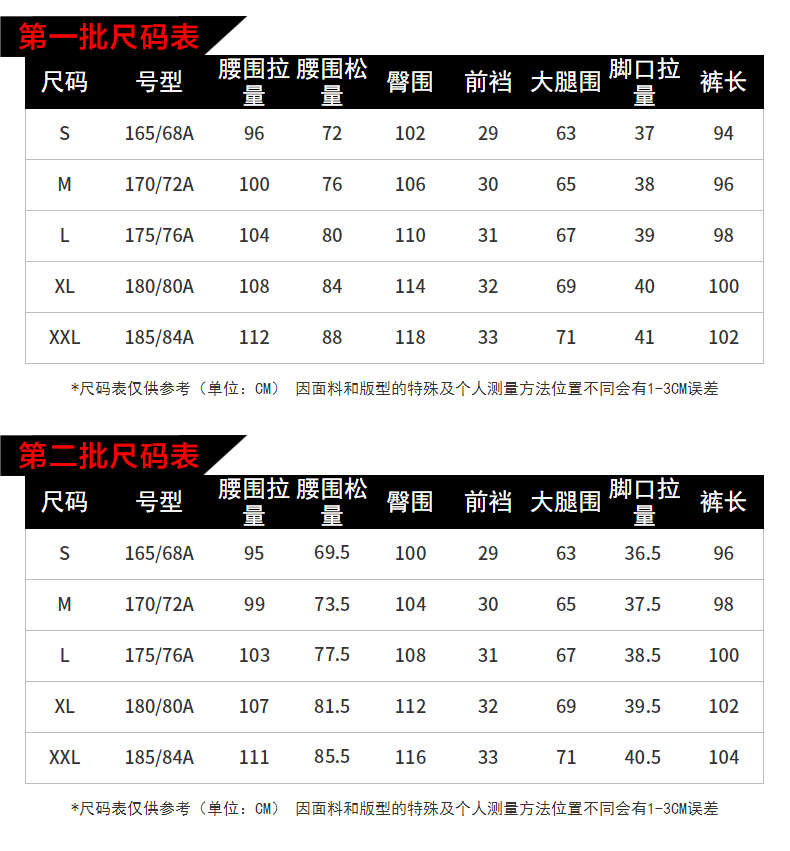 第一批尺码表
尺码 号型 腰围拉量 腰围松量 臀围 前裆 大腿围 脚口拉量 裤长
S 165/68A 96 72 102 29 63 37 94
M 170/72A 100 76 106 30 65 38 96
L 175/76A 104 80 110 31 67 39 98
XL 180/80A 108 84 114 32 69 40 100
XXL 185/84A 112 88 118 33 71 41 102
*尺码表仅供参考（单位：CM） 因面料和版型的特殊及个人测量方法位置不同会有1-3CM误差
第二批尺码表
尺码 号型 腰围拉量 腰围松量 臀围 前裆 大腿围 脚口拉量 裤长
S 165/68A 95 69.5 100 29 63 36.5 96
M 170/72A 99 73.5 104 30 65 37.5 98
L 175/76A 103 77.5 108 31 67 38.5 100
XL 180/80A 107 81.5 112 32 69 39.5 102
XXL 185/84A 111 85.5 116 33 71 40.5 104
*尺码表仅供参考（单位：CM） 因面料和版型的特殊及个人测量方法位置不同会有1-3CM误差